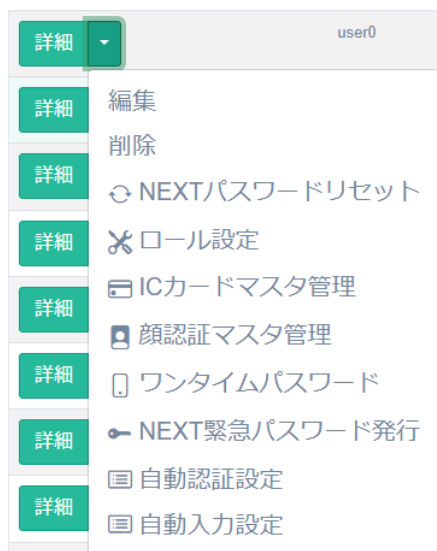 詳細 user0
詳細 編集
削除
詳細 NEXTパスワードリセット
詳細 ロール設定
ICカードマスタ管理
詳細 顔認証マスタ管理
詳細 ワンタイムパスワード
詳細 NEXT緊急パスワード発行
自動認証設定
詳細 自動入力設定